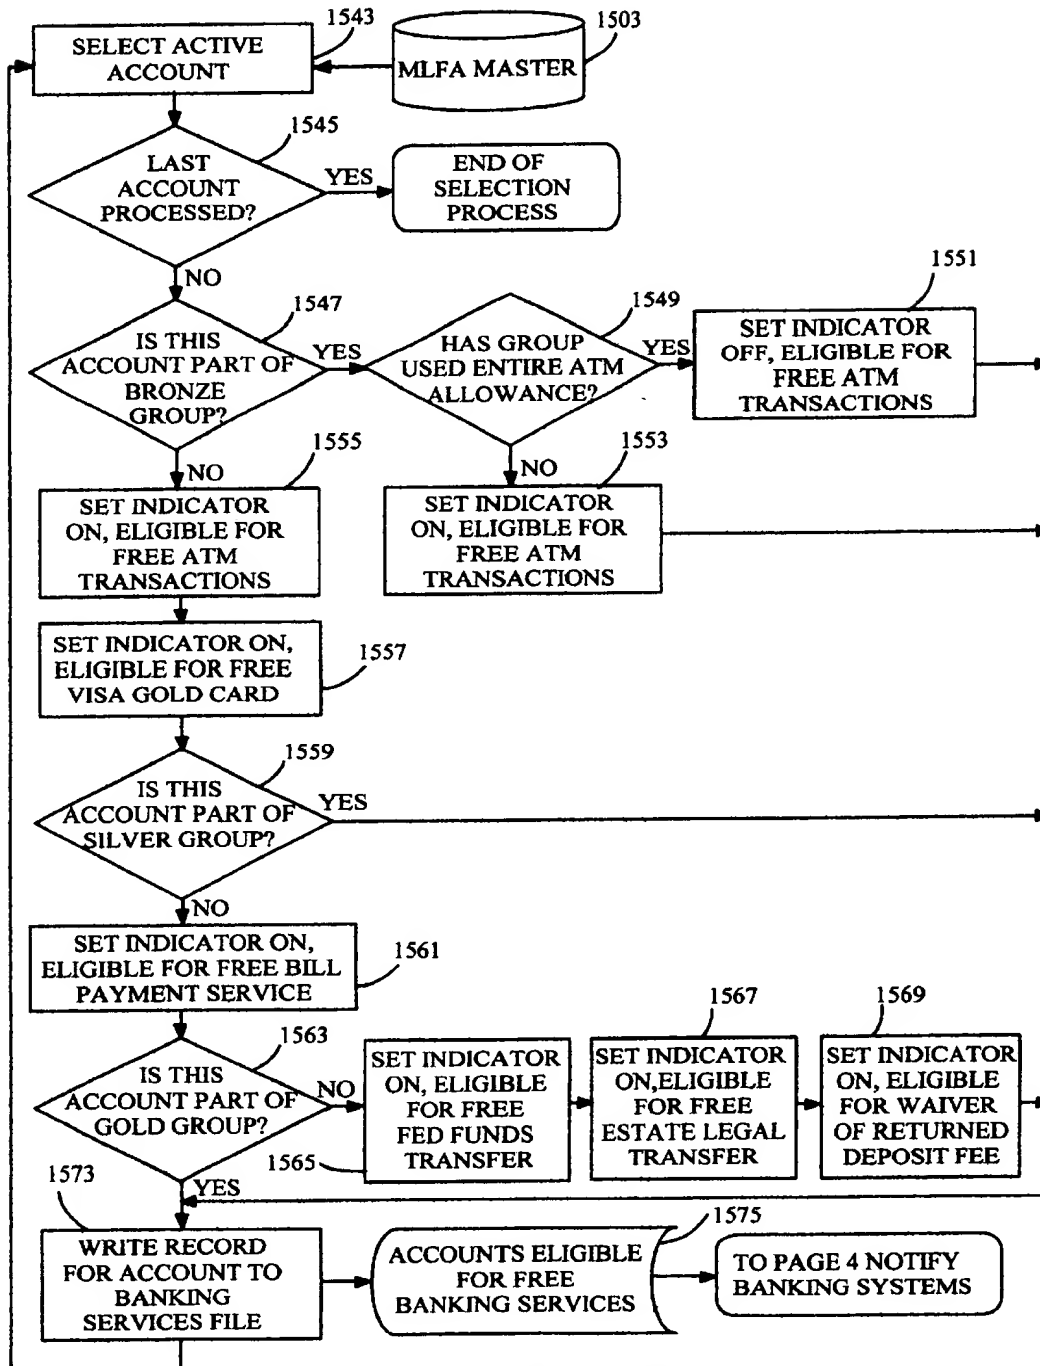 1543
SELECT ACTIVE
ACCOUNT
1503
MLFA MASTER
1545
LAST
ACCOUNT
PROCESSED?
YES
END OF
SELECTION
PROCESS
NO
1547
IS THIS
ACCOUNT PART OF
BRONZE
GROUP?
YES
1549
HAS GROUP
USED ENTIRE ATM
ALLOWANCE?
YES
1551
SET INDICATOR
OFF, ELIGIBLE FOR
FREE ATM
TRANSACTIONS
NO
1555
SET INDICATOR
ON, ELIGIBLE FOR
FREE ATM
TRANSACTIONS
NO
1553
SET INDICATOR
ON, ELIGIBLE FOR
FREE ATM
TRANSACTIONS
SET INDICATOR ON,
ELIGIBLE FOR FREE
VISA GOLD CARD
1557
1559
IS THIS
ACCOUNT PART OF
SILVER GROUP?
YES
NO
SET INDICATOR ON,
ELIGIBLE FOR FREE BILL
PAYMENT SERVICE
1561
1563
IS THIS
ACCOUNT PART OF
GOLD GROUP?
NO
1565
SET INDICATOR
ON, ELIGIBLE
FOR FREE
FED FUNDS
TRANSFER
1567
SET INDICATOR
ON,ELIGIBLE
FOR FREE
ESTATE LEGAL
TRANSFER
1569
SET INDICATOR
ON, ELIGIBLE
FOR WAIVER
OF RETURNED
DEPOSIT FEE
YES
1573
WRITE RECORD
FOR ACCOUNT TO
BANKING
SERVICES FILE
1575
ACCOUNTS ELIGIBLE
FOR FREE
BANKING SERVICES
TO PAGE 4 NOTIFY
BANKING SYSTEMS